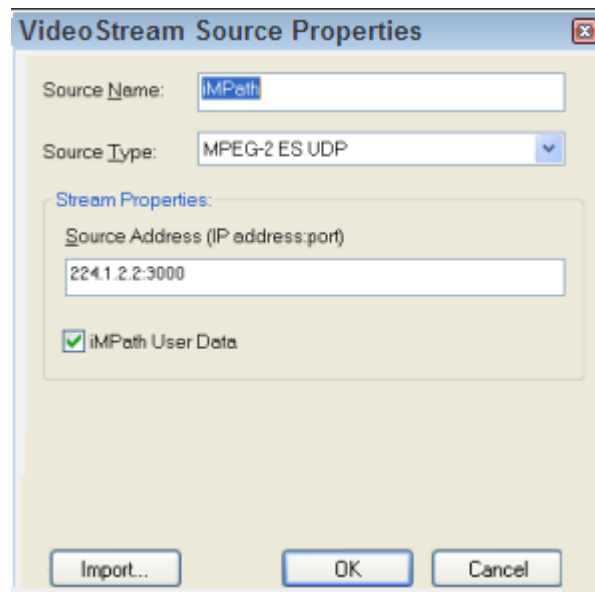 VideoStream Source Properties
Source Name: iMPath
Source Type: MPEG-2 ES UDP
Stream Properties:
Source Address (IP address:port)
224.1.2.2:3000
iMPath User Data
Import... OK Cancel